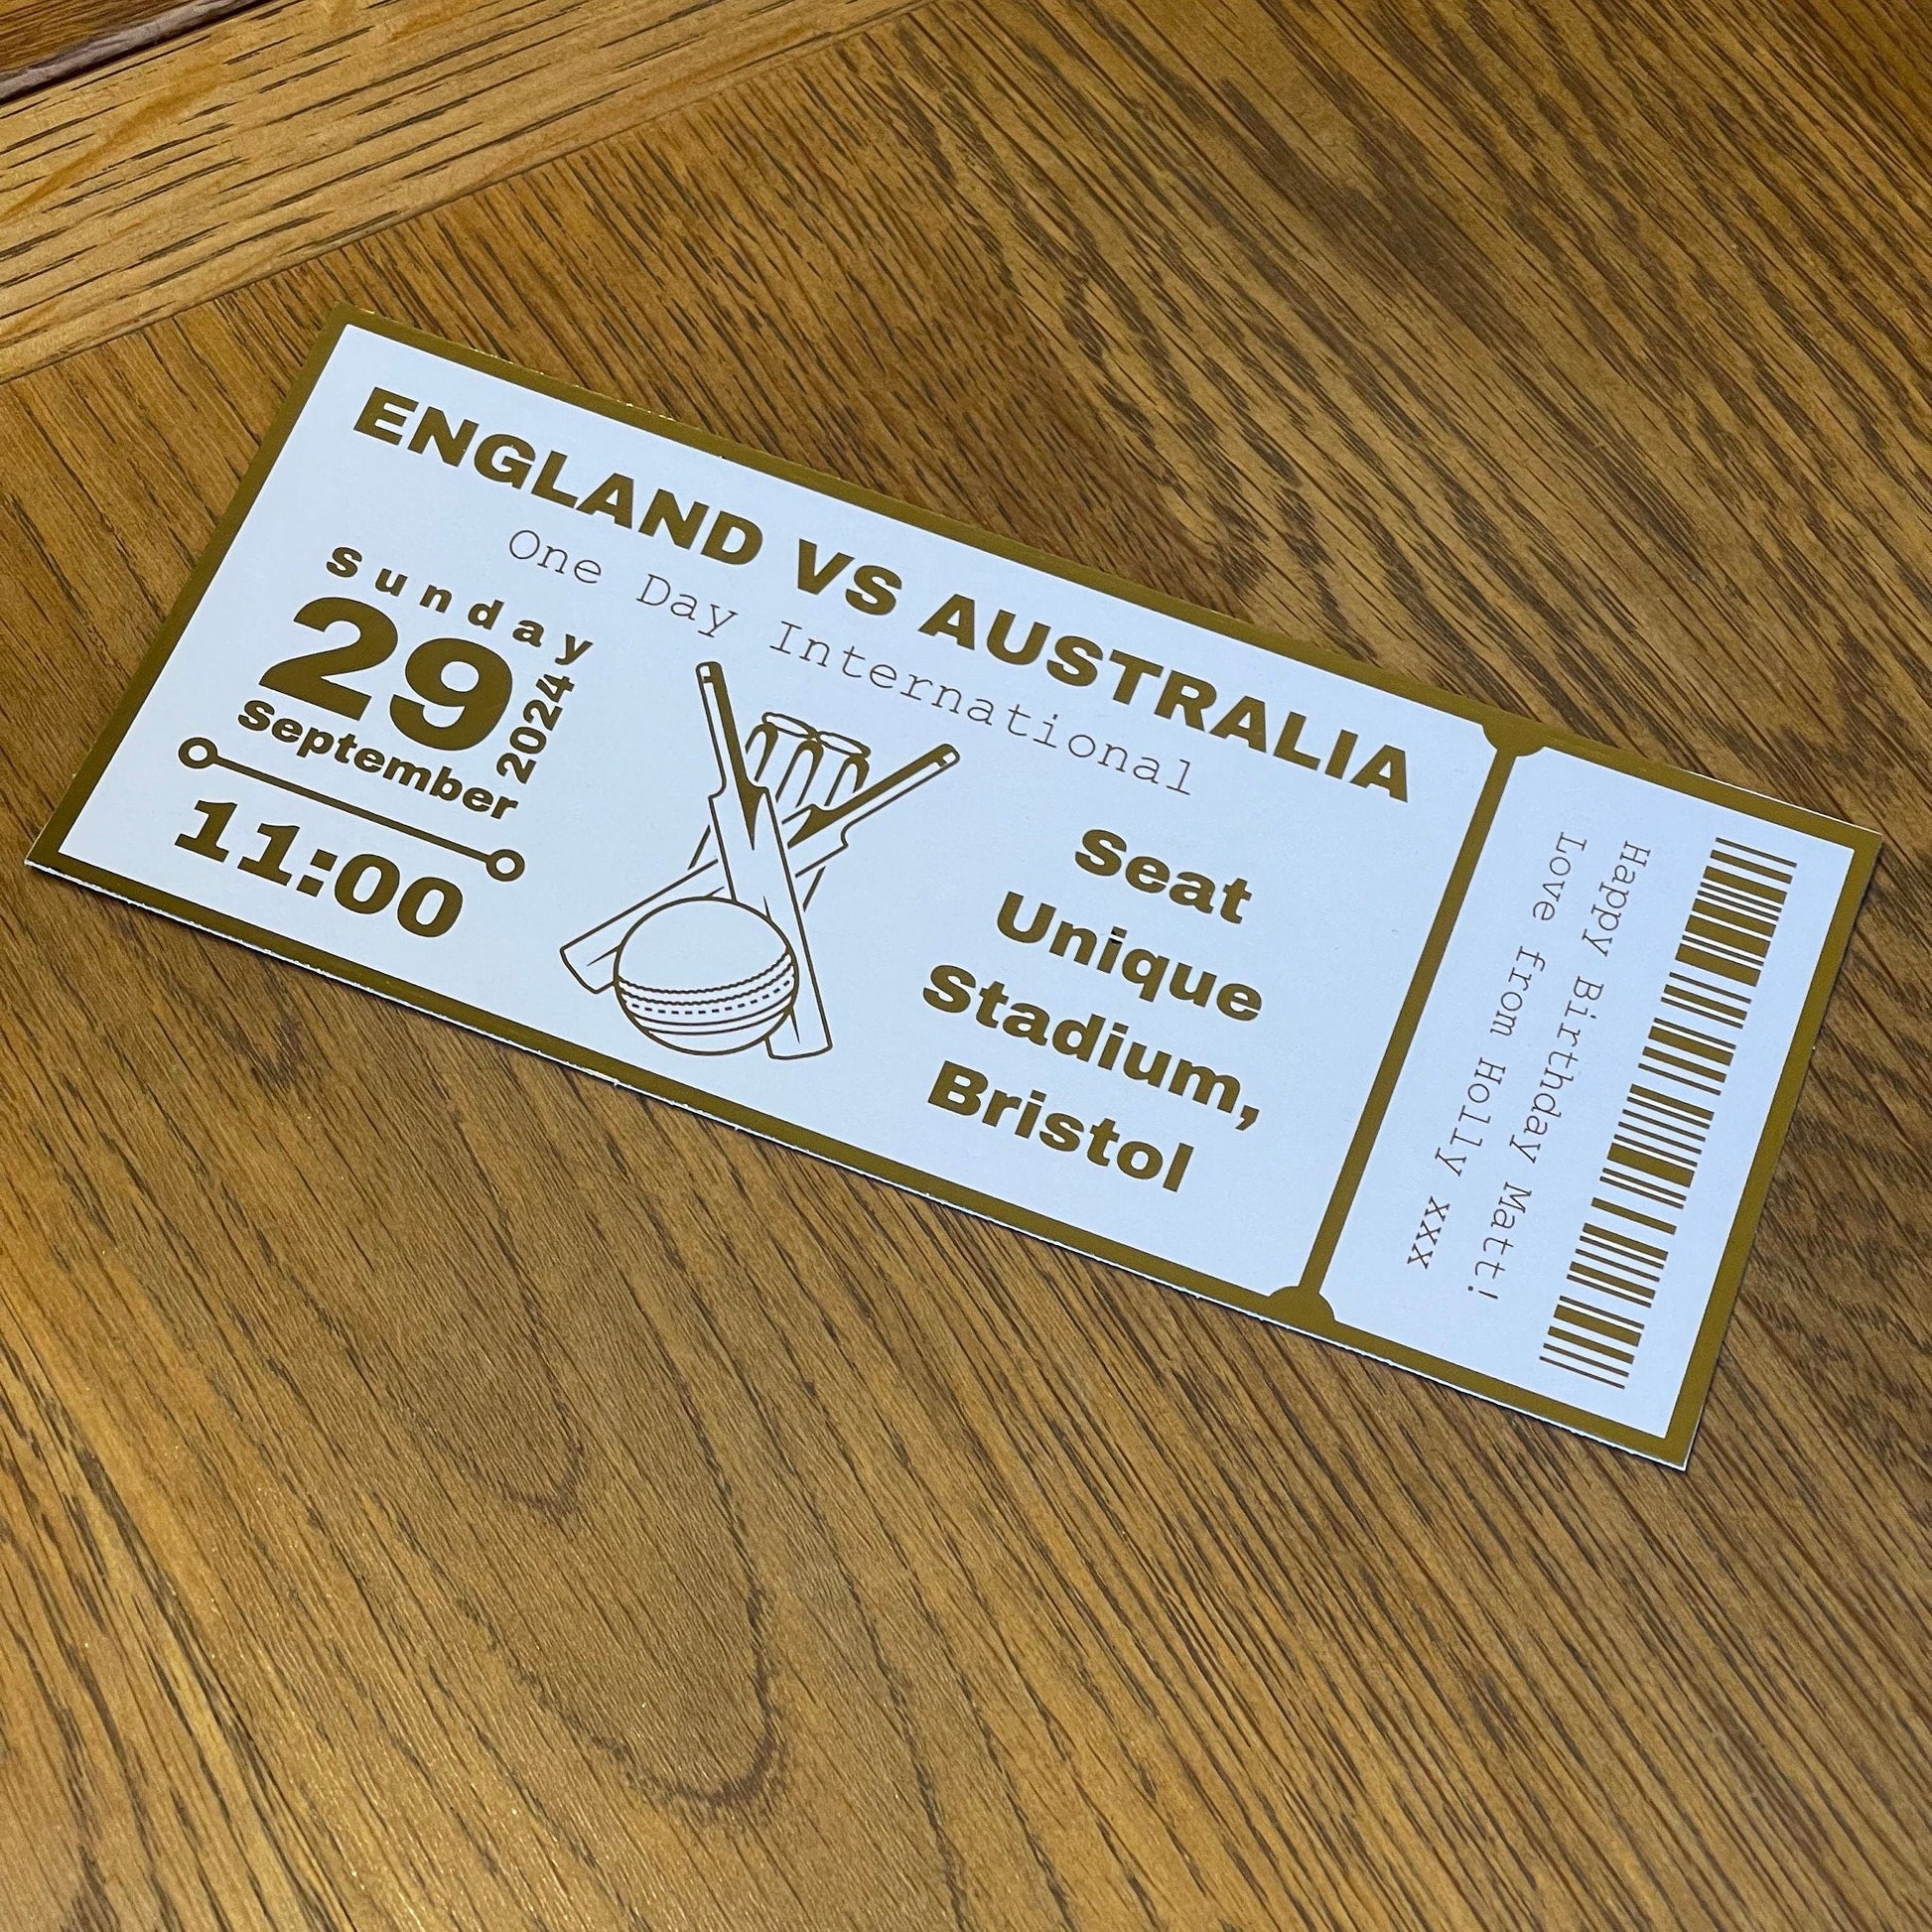 ENGLAND VS AUSTRALIA
One Day International
Sunday
29
2024
September
11:00
Seat
Unique
Stadium,
Bristol
Happy Birthday Matt!
Love from Holly xxx